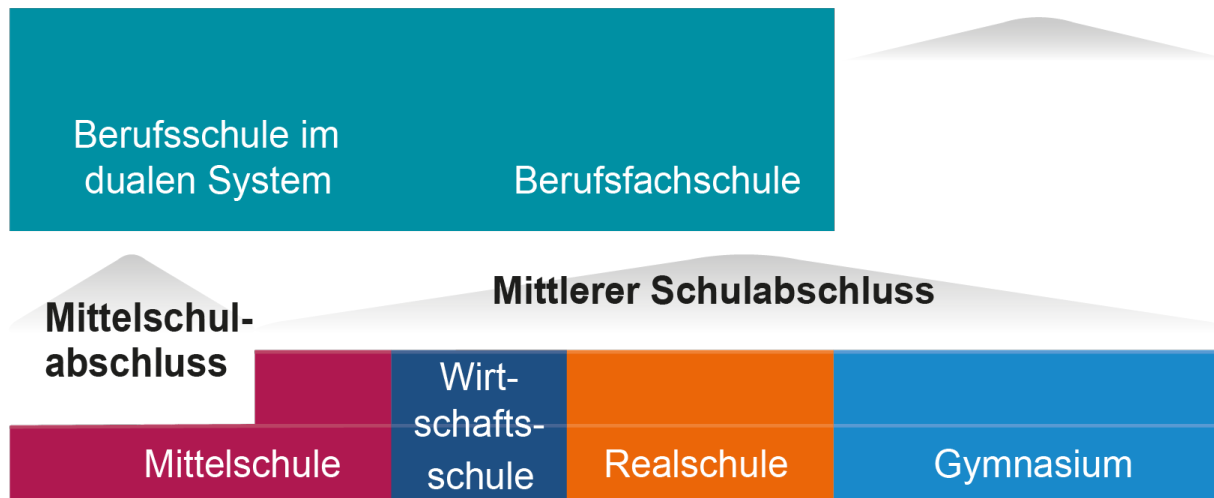 Berufsschule im
dualen System
Berufsfachschule
Mittelschul-
abschluss
Mittlerer Schulabschluss
Mittelschule
Wirt-
schafts-
schule
Realschule
Gymnasium